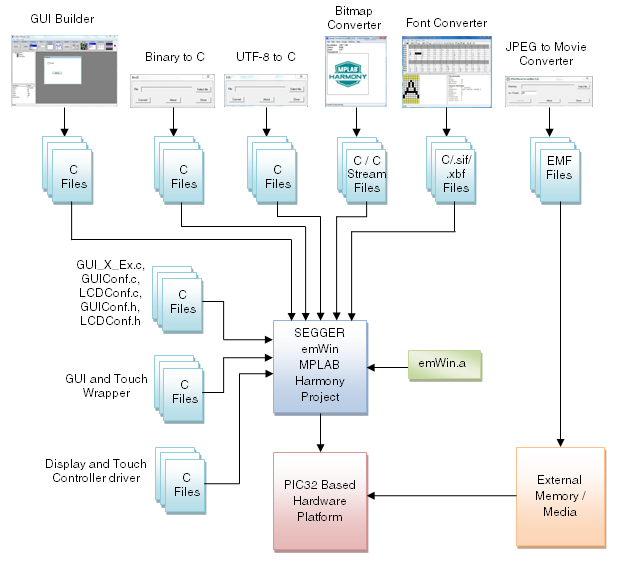 GUI Builder
Binary to C
UTF-8 to C
Bitmap
Converter
Font Converter
JPEG to Movie
Converter
MPLAB
HARMONY
A
C
Files
C
Files
C
Files
C / C
Stream
Files
C/.sif/
.xbf
Files
EMF
Files
GUI_X_Ex.c,
GUIConf.c,
LCDConf.c,
GUIConf.h,
LCDConf.h
C
Files
SEGGER
emWin
MPLAB
Harmony
Project
emWin.a
GUI and Touch
Wrapper
C
Files
Display and Touch
Controller driver
C
Files
PIC32 Based
Hardware
Platform
External
Memory /
Media